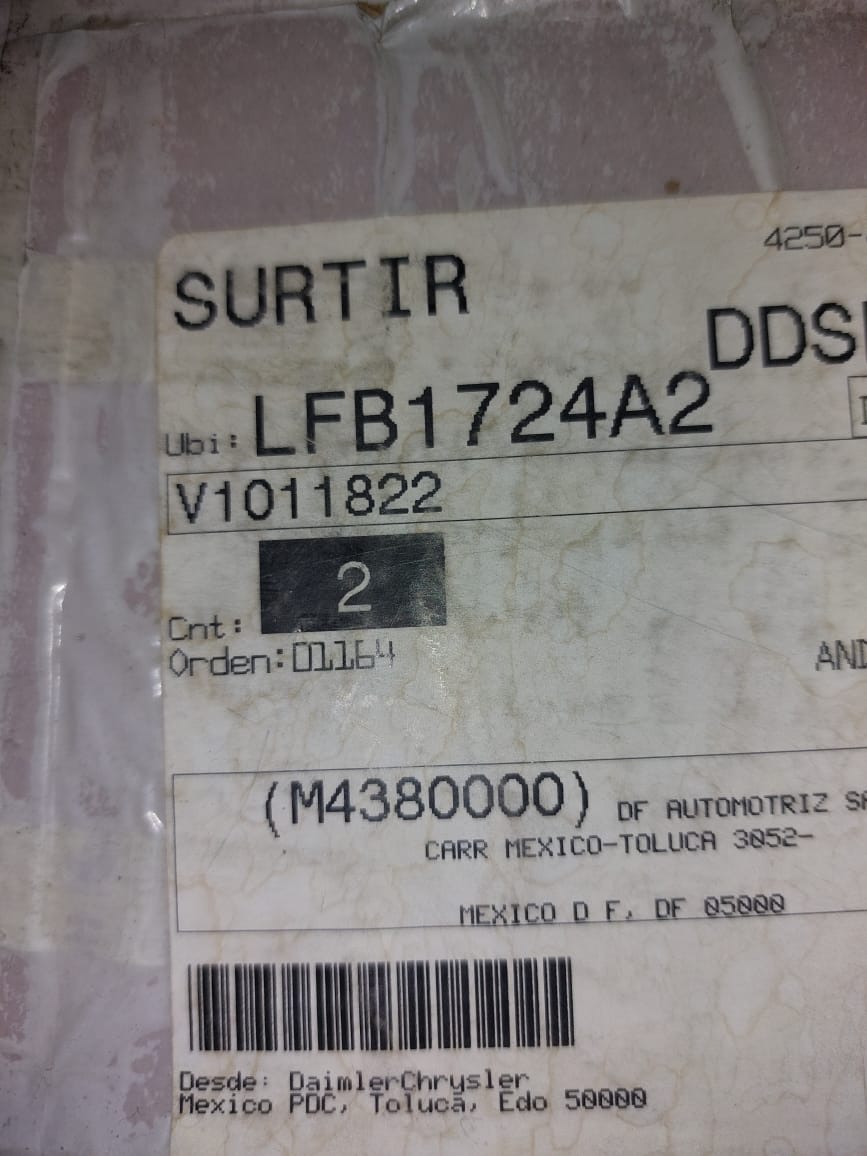 4250-
SURTIR
DDS
Ubi: LFB1724A2
V1011822
2
Cnt:
Orden:01164
AND
(M4380000) DF AUTOMOTRIZ SA
CARR MEXICO-TOLUCA 3052-
MEXICO D F, DF 05000
Desde: DaimlerChrysler
Mexico PDC, Toluca, Edo 50000